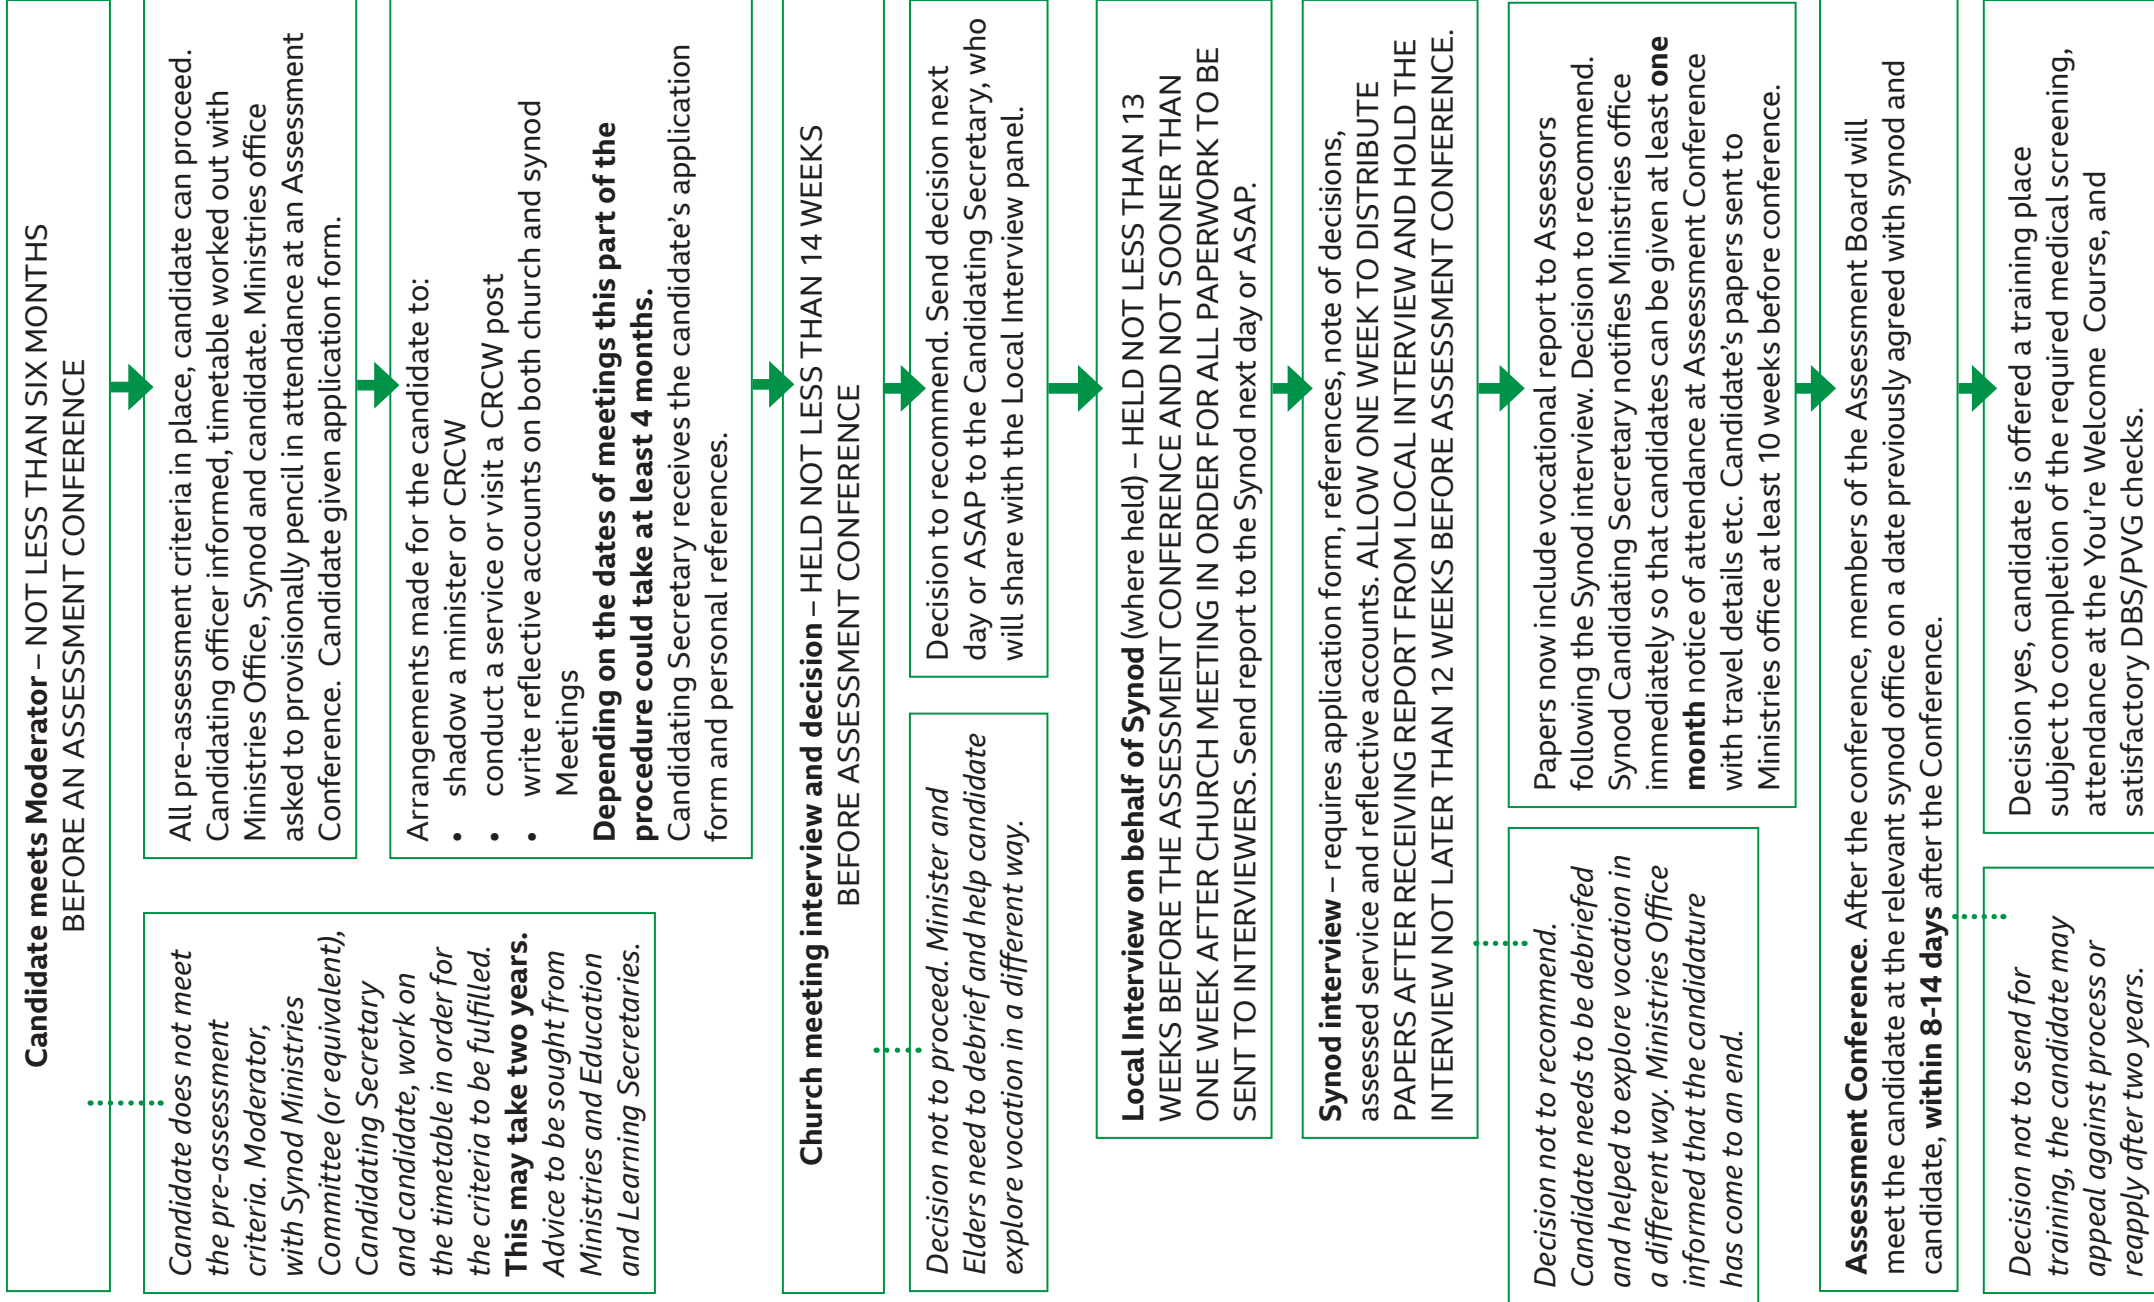 Candidate meets Moderator – NOT LESS THAN SIX MONTHS
BEFORE AN ASSESSMENT CONFERENCE
Candidate does not meet
the pre-assessment
criteria. Moderator,
with Synod Ministries
Committee (or equivalent),
Candidating Secretary
and candidate, work on
the timetable in order for
the criteria to be fulfilled.
This may take two years.
Advice to be sought from
Ministries and Education
and Learning Secretaries.
All pre-assessment criteria in place, candidate can proceed.
Candidating officer informed, timetable worked out with
Ministries Office, Synod and candidate. Ministries office
asked to provisionally pencil in attendance at an Assessment
Conference. Candidate given application form.
Arrangements made for the candidate to:
• shadow a minister or CRCW
• conduct a service or visit a CRCW post
• write reflective accounts on both church and synod
Meetings
Depending on the dates of meetings this part of the
procedure could take at least 4 months.
Candidating Secretary receives the candidate's application
form and personal references.
Church meeting interview and decision – HELD NOT LESS THAN 14 WEEKS
BEFORE ASSESSMENT CONFERENCE
Decision not to proceed. Minister and
Elders need to debrief and help candidate
explore vocation in a different way.
Decision to recommend. Send decision next
day or ASAP to the Candidating Secretary, who
will share with the Local Interview panel.
Local Interview on behalf of Synod (where held) – HELD NOT LESS THAN 13
WEEKS BEFORE THE ASSESSMENT CONFERENCE AND NOT SOONER THAN
ONE WEEK AFTER CHURCH MEETING IN ORDER FOR ALL PAPERWORK TO BE
SENT TO INTERVIEWERS. Send report to the Synod next day or ASAP.
Synod interview – requires application form, references, note of decisions,
assessed service and reflective accounts. ALLOW ONE WEEK TO DISTRIBUTE
PAPERS AFTER RECEIVING REPORT FROM LOCAL INTERVIEW AND HOLD THE
INTERVIEW NOT LATER THAN 12 WEEKS BEFORE ASSESSMENT CONFERENCE.
Decision not to recommend.
Candidate needs to be debriefed
and helped to explore vocation in
a different way. Ministries Office
informed that the candidature
has come to an end.
Papers now include vocational report to Assessors
following the Synod interview. Decision to recommend.
Synod Candidating Secretary notifies Ministries office
immediately so that candidates can be given at least one
month notice of attendance at Assessment Conference
with travel details etc. Candidate's papers sent to
Ministries office at least 10 weeks before conference.
Assessment Conference. After the conference, members of the Assessment Board will
meet the candidate at the relevant synod office on a date previously agreed with synod and
candidate, within 8-14 days after the Conference.
Decision not to send for
training, the candidate may
appeal against process or
reapply after two years.
Decision yes, candidate is offered a training place
subject to completion of the required medical screening,
attendance at the You're Welcome Course, and
satisfactory DBS/PVG checks.